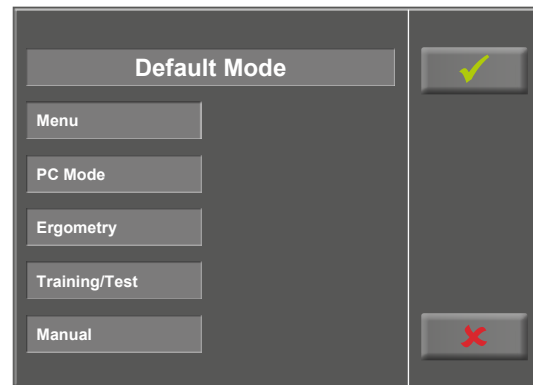 Default Mode
Menu
PC Mode
Ergometry
Training/Test
Manual